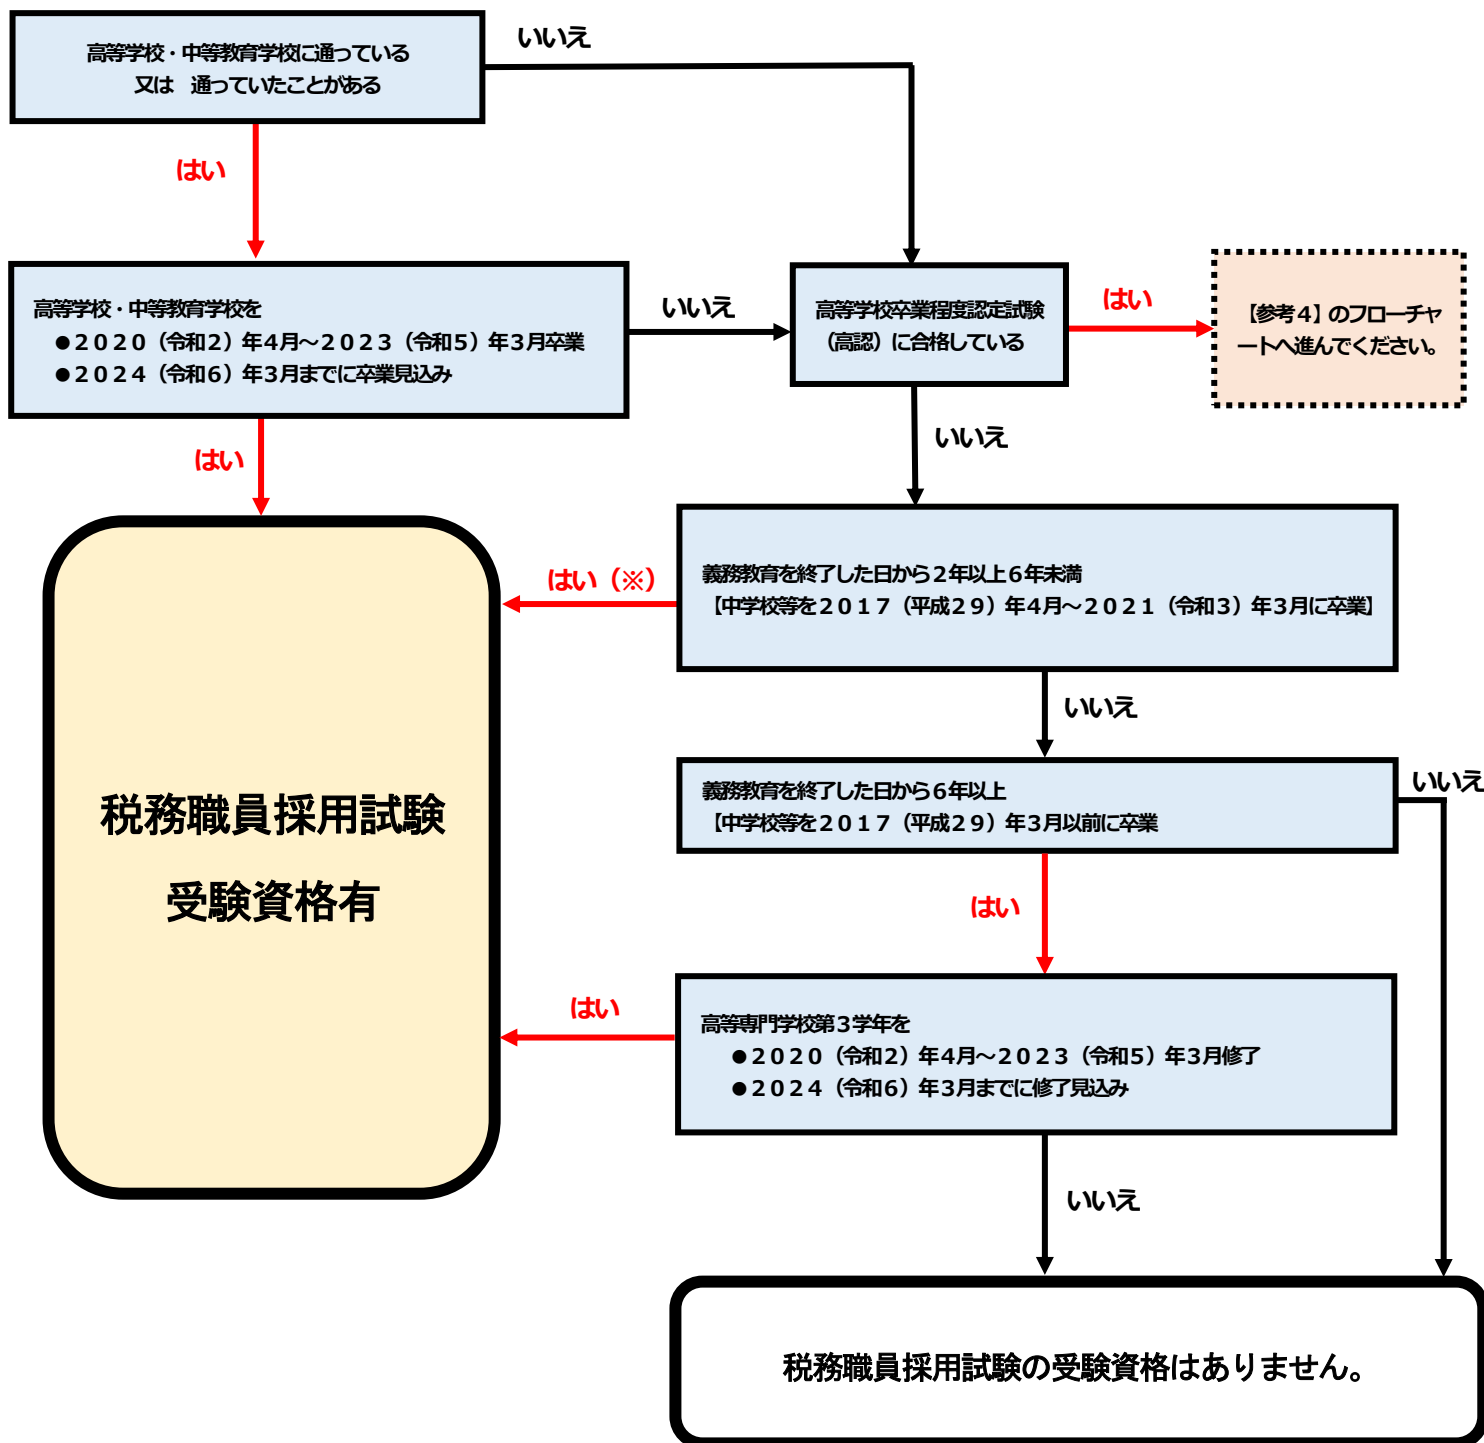 高等学校・中等教育学校に通っている
又は　通っていたことがある
いいえ
はい
高等学校・中等教育学校を
●２０２０（令和２）年４月～２０２３（令和５）年３月卒業
●２０２４（令和６）年３月までに卒業見込み
いいえ
高等学校卒業程度認定試験
（高認）に合格している
はい
【参考４】のフローチャ
ートへ進んでください。
はい
いいえ
義務教育を終了した日から２年以上６年未満
【中学校等を２０１７（平成２９）年４月～２０２１（令和３）年３月に卒業】
はい（※）
いいえ
義務教育を終了した日から６年以上
【中学校等を２０１７（平成２９）年３月以前に卒業
いいえ
税務職員採用試験
受験資格有
はい
高等専門学校第３学年を
●２０２０（令和２）年４月～２０２３（令和５）年３月修了
●２０２４（令和６）年３月までに修了見込み
はい
いいえ
税務職員採用試験の受験資格はありません。